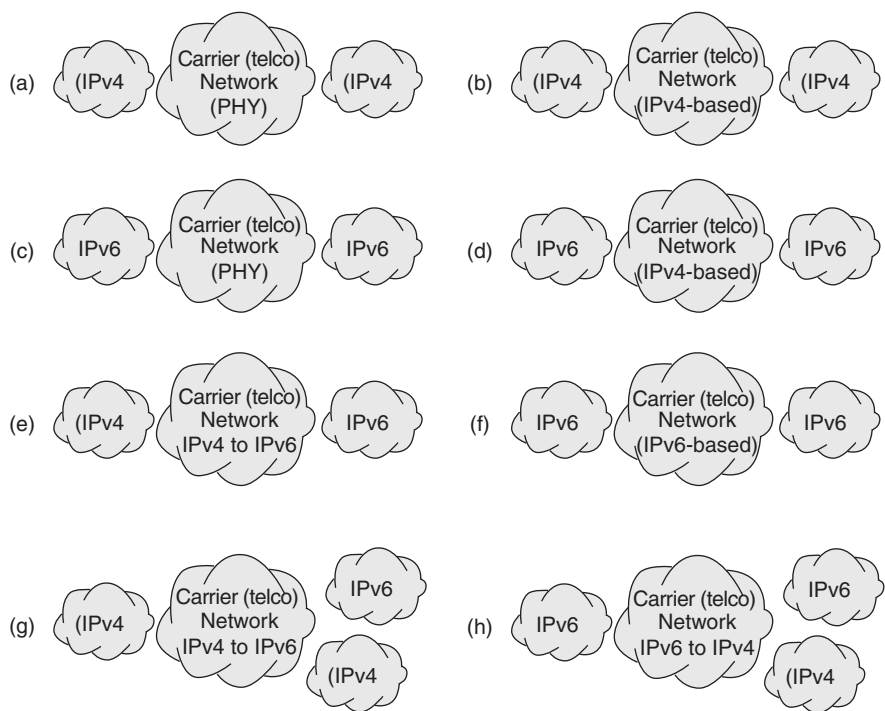 (a)
(IPv4
Carrier (telco)
Network
(PHY)
(IPv4
(b)
(IPv4
Carrier (telco)
Network
(IPv4-based)
(IPv4
(c)
IPv6
Carrier (telco)
Network
(PHY)
IPv6
(d)
IPv6
Carrier (telco)
Network
(IPv4-based)
IPv6
(e)
(IPv4
Carrier (telco)
Network
IPv4 to IPv6
IPv6
(f)
IPv6
Carrier (telco)
Network
(IPv6-based)
IPv6
(g)
(IPv4
Carrier (telco)
Network
IPv4 to IPv6
IPv6
(IPv4
(h)
IPv6
Carrier (telco)
Network
IPv6 to IPv4
IPv6
(IPv4